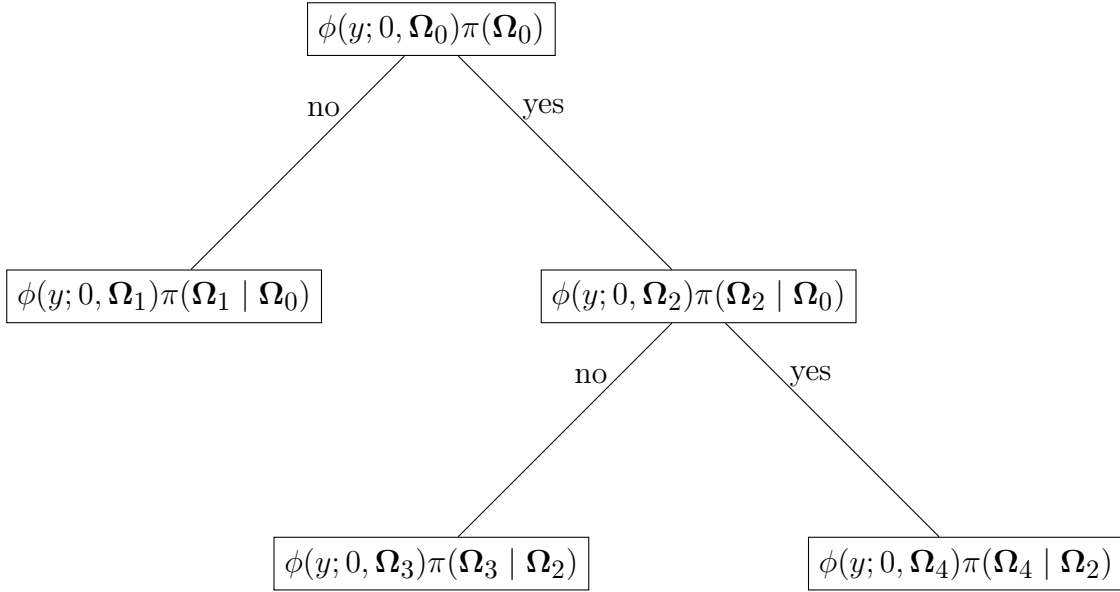 ϕ(y; 0, Ω₀)π(Ω₀)
no
yes
ϕ(y; 0, Ω₁)π(Ω₁ | Ω₀)
ϕ(y; 0, Ω₂)π(Ω₂ | Ω₀)
no
yes
ϕ(y; 0, Ω₃)π(Ω₃ | Ω₂)
ϕ(y; 0, Ω₄)π(Ω₄ | Ω₂)